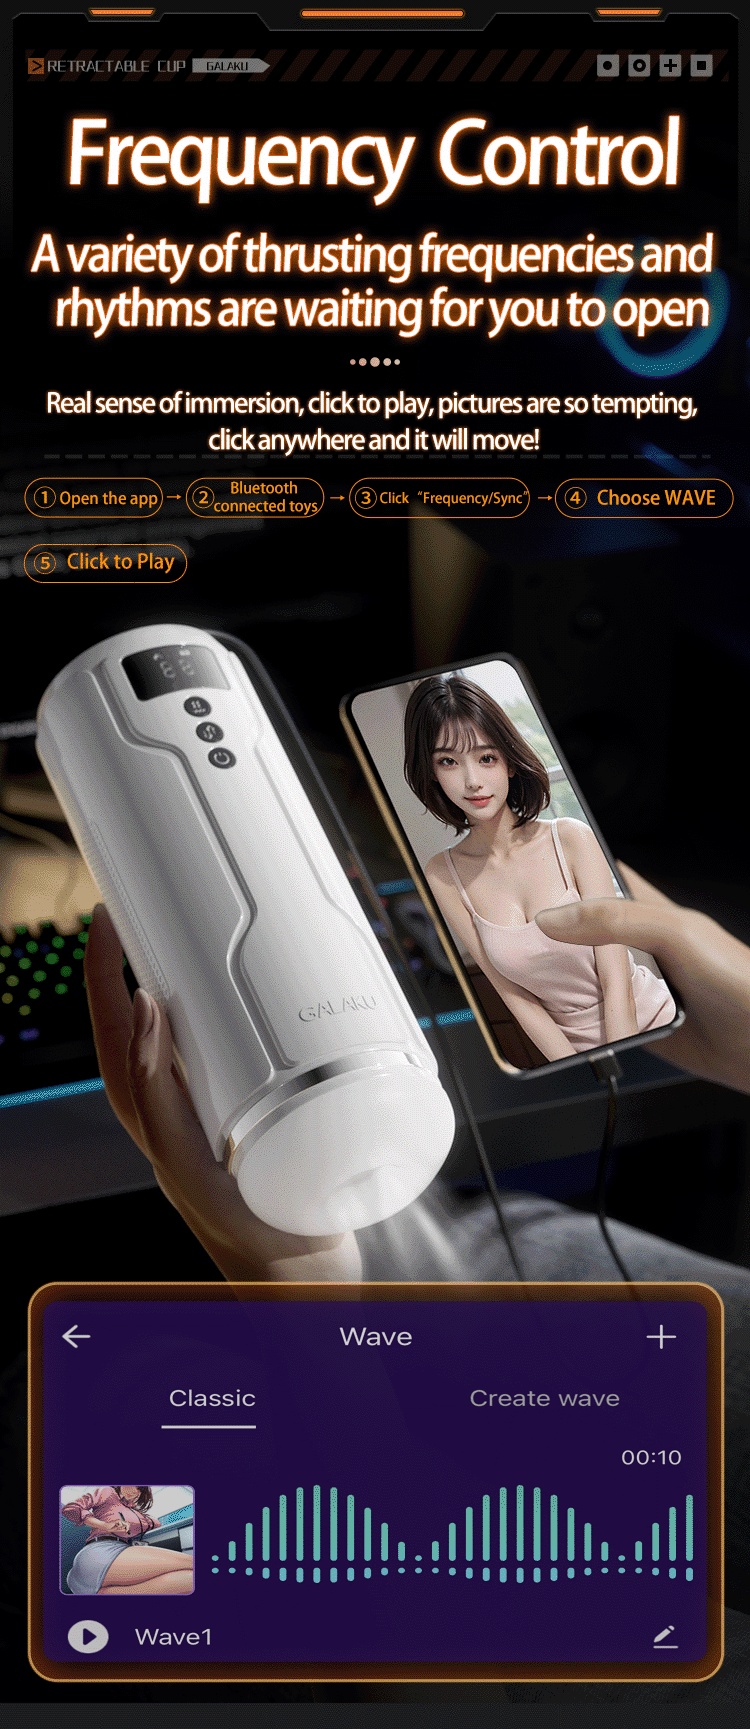 RETRACTABLE CUP GALAKU
Frequency Control
A variety of thrusting frequencies and
rhythms are waiting for you to open
Real sense of immersion, click to play, pictures are so tempting,
click anywhere and it will move!
① Open the app → ② Bluetooth connected toys → ③ Click “Frequency/Sync” → ④ Choose WAVE
⑤ Click to Play
GALAKU
Wave
Classic Create wave
00:10
Wave1